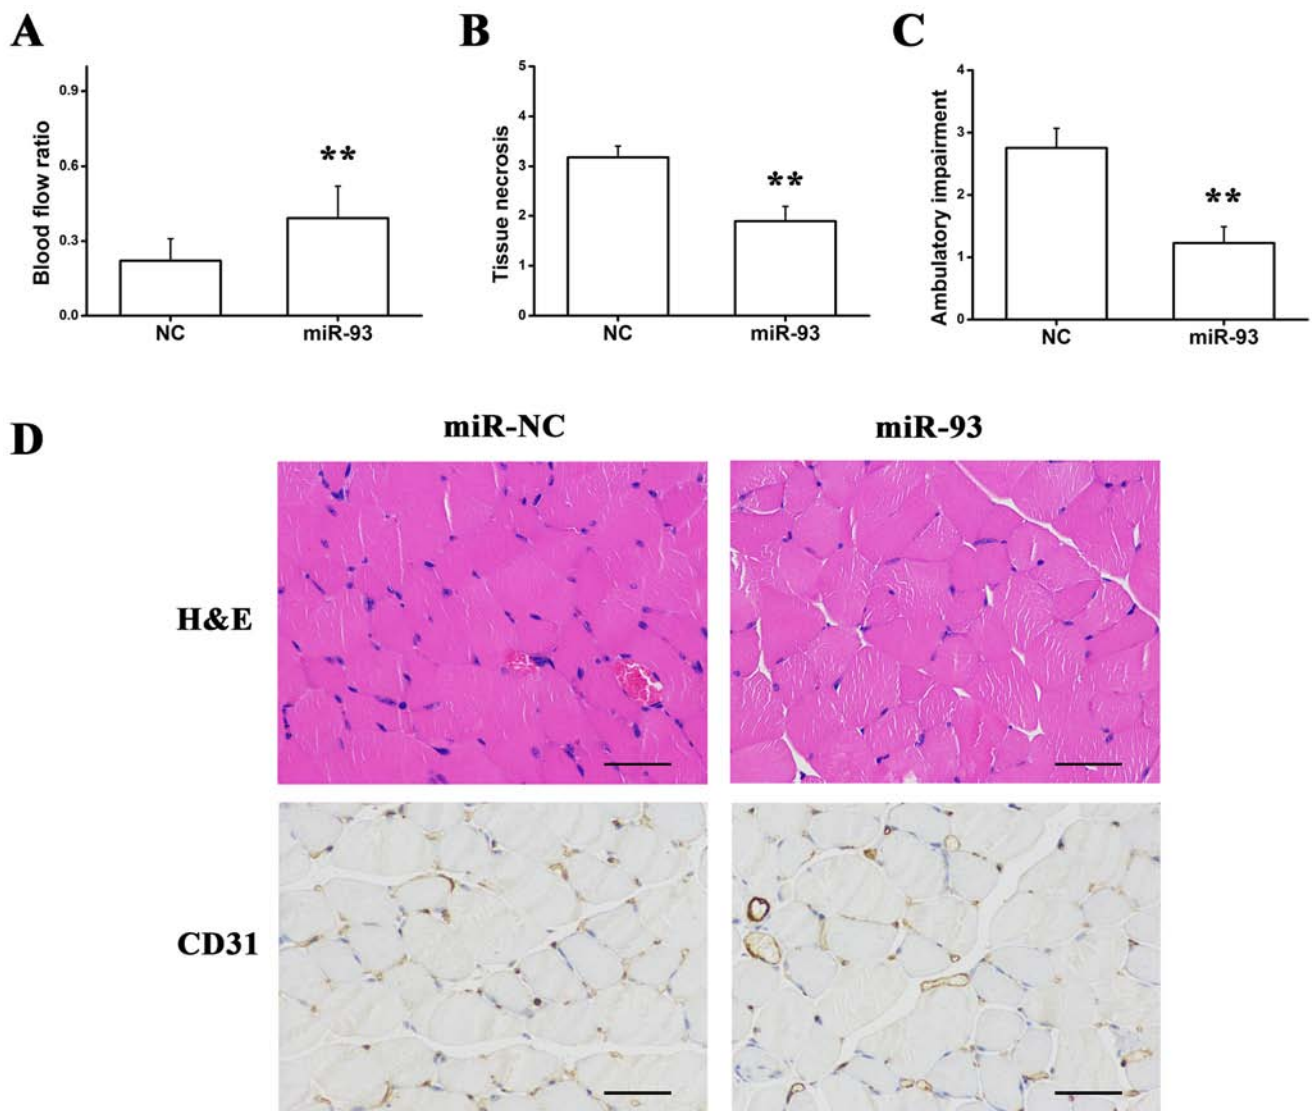 A
Blood flow ratio
0.9
0.6
0.3
0.0
**
NC
miR-93
B
Tissue necrosis
5
4
3
2
1
0
**
NC
miR-93
C
Ambulatory impairment
4
3
2
1
0
**
NC
miR-93
D
miR-NC
miR-93
H&E
CD31